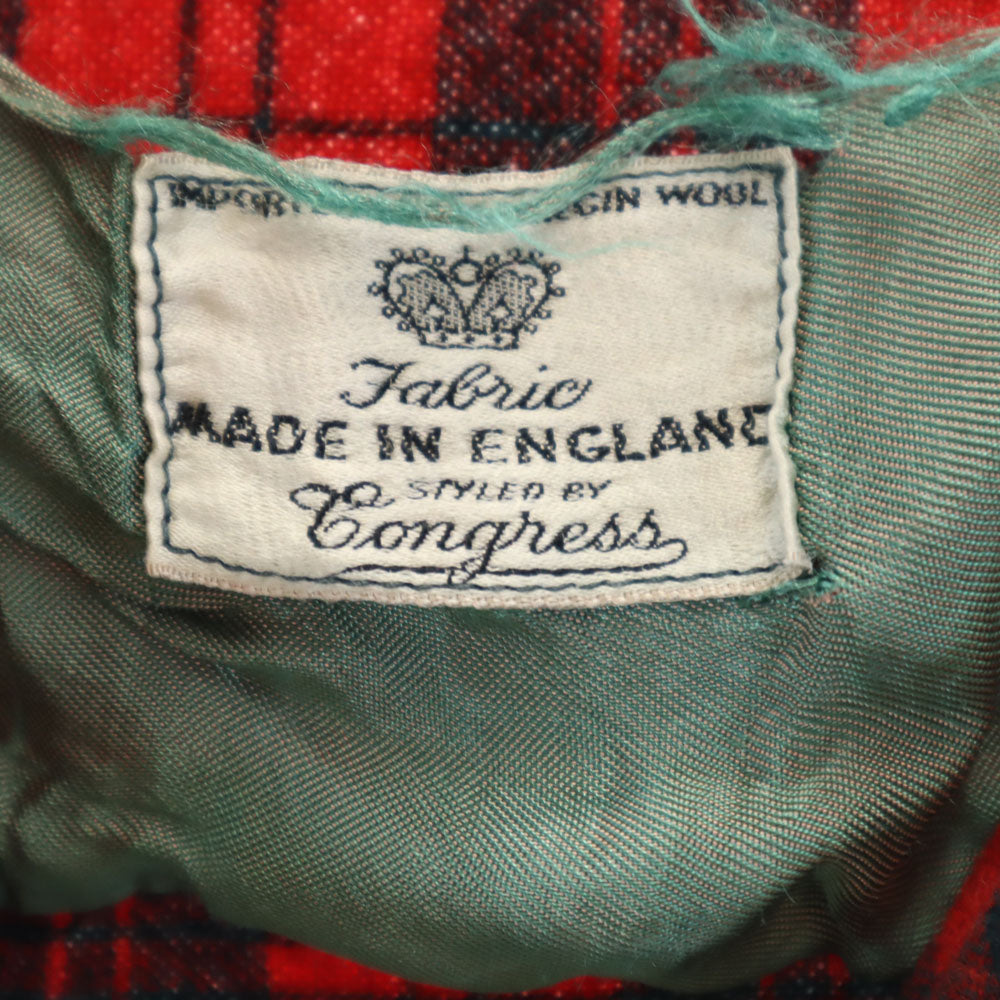 WOOL
Fabric
MADE IN ENGLAND
STYLED BY
Congress